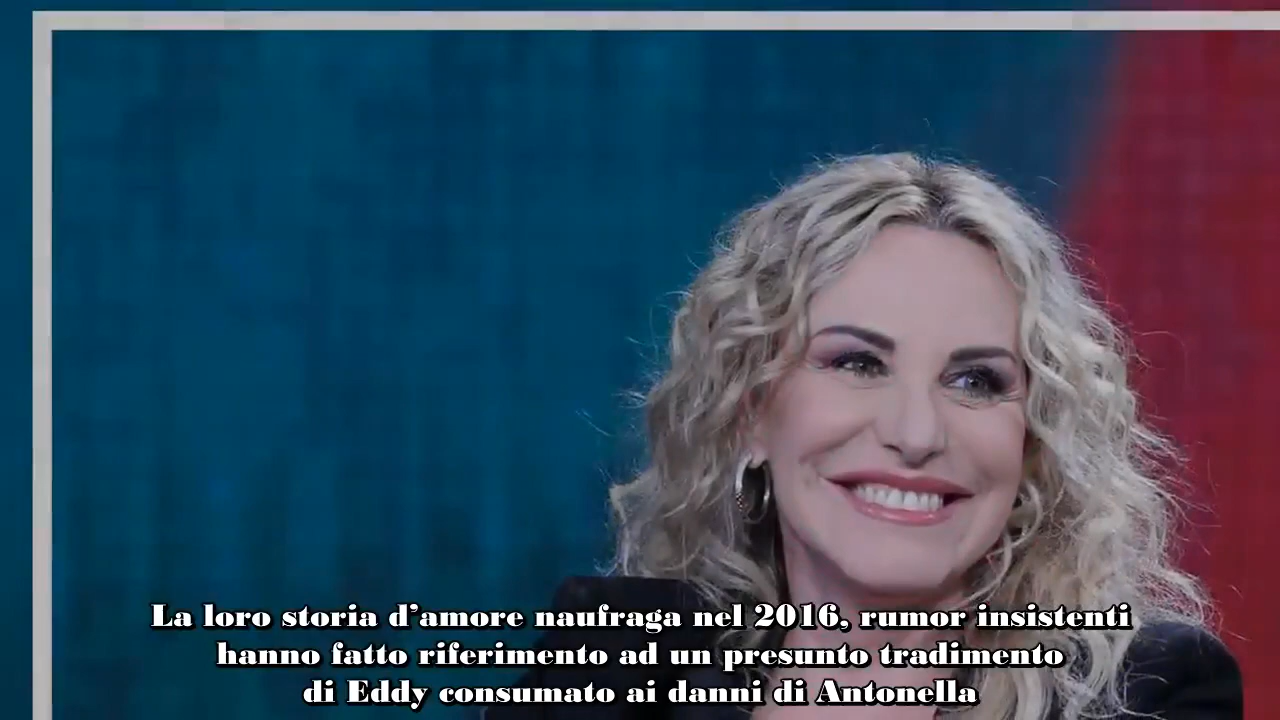 La loro storia d’amore naufraga nel 2016, rumor insistenti
hanno fatto riferimento ad un presunto tradimento
di Eddy consumato ai danni di Antonella